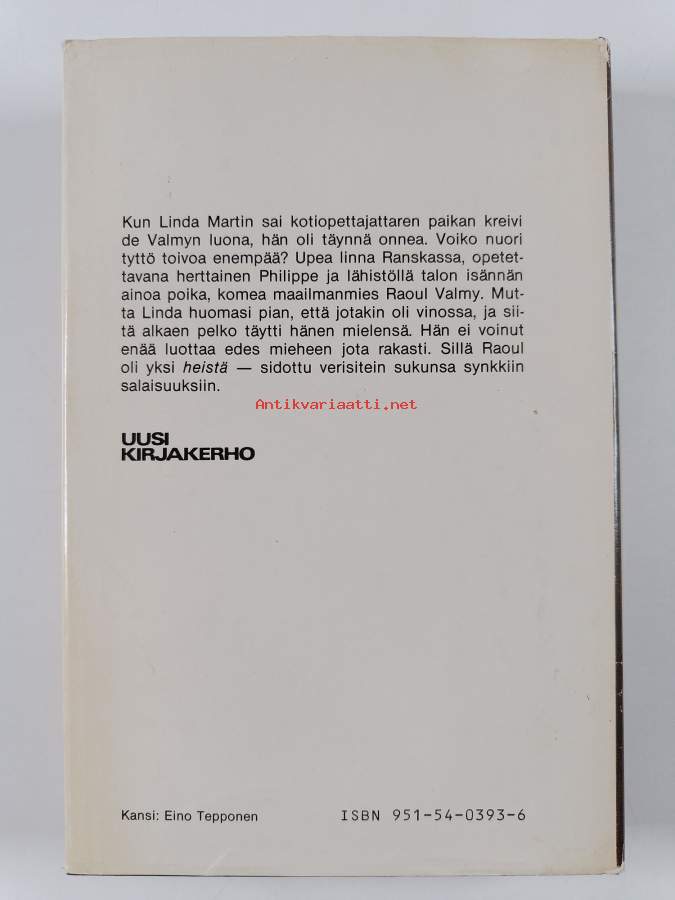 Kun Linda Martin sai kotiopettajattaren paikan kreivi
de Valmyn luona, hän oli täynnä onnea. Voiko nuori
tyttö toivoa enempää? Upea linna Ranskassa, opetet-
tavana herttainen Philippe ja lähistöllä talon isännän
ainoa poika, komea maailmanmies Raoul Valmy. Mut-
ta Linda huomasi pian, että jotakin oli vinossa, ja sii-
tä alkaen pelko täytti hänen mielensä. Hän ei voinut
enää luottaa edes mieheen jota rakasti. Sillä Raoul
oli yksi heistä — sidottu verisitein sukunsa synkkiin
salaisuuksiin.
Antikvariaatti.net
UUSI
KIRJAKERHO
Kansi: Eino Tepponen
ISBN 951-54-0393-6